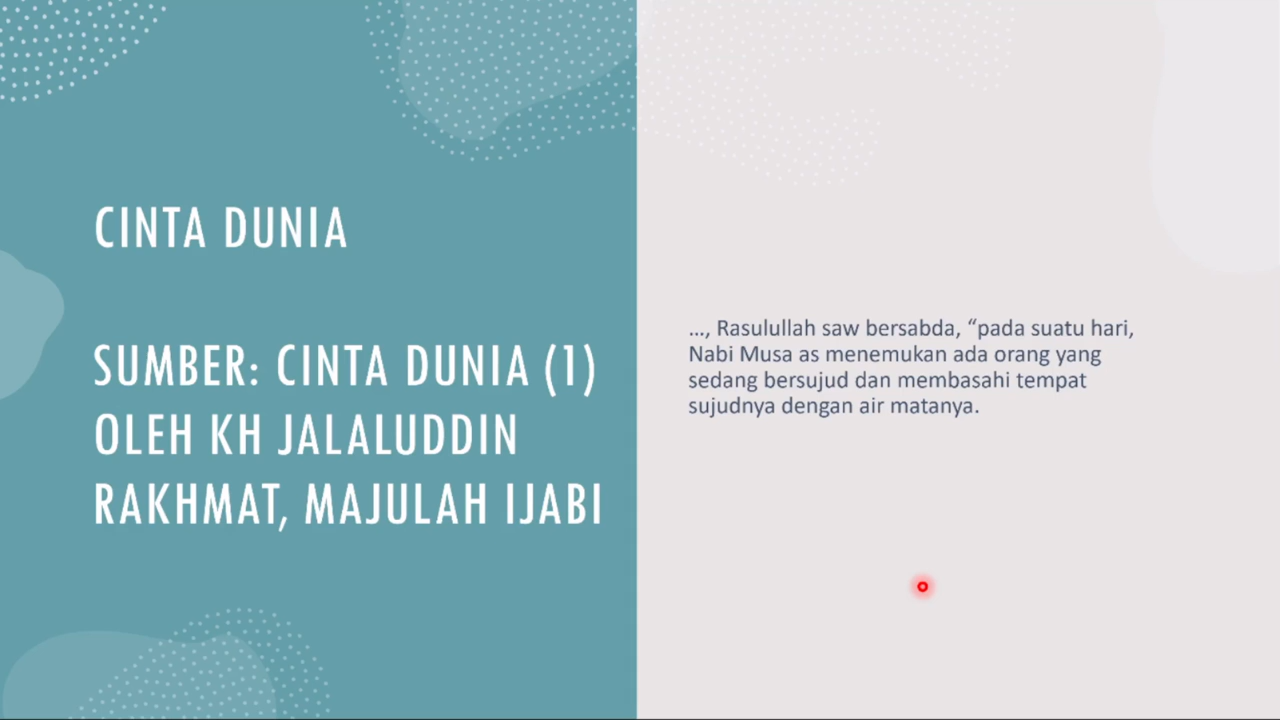 CINTA DUNIA
SUMBER: CINTA DUNIA (1)
OLEH KH JALALUDDIN
RAKHMAT, MAJULAH IJABI
…, Rasulullah saw bersabda, “pada suatu hari,
Nabi Musa as menemukan ada orang yang
sedang bersujud dan membasahi tempat
sujudnya dengan air matanya.